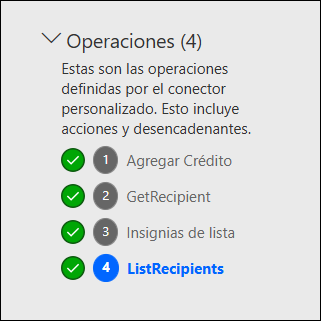 Operaciones (4)
Estas son las operaciones
definidas por el conector
personalizado. Esto incluye
acciones y desencadenantes.
1 Agregar Crédito
2 GetRecipient
3 Insignias de lista
4 ListRecipients